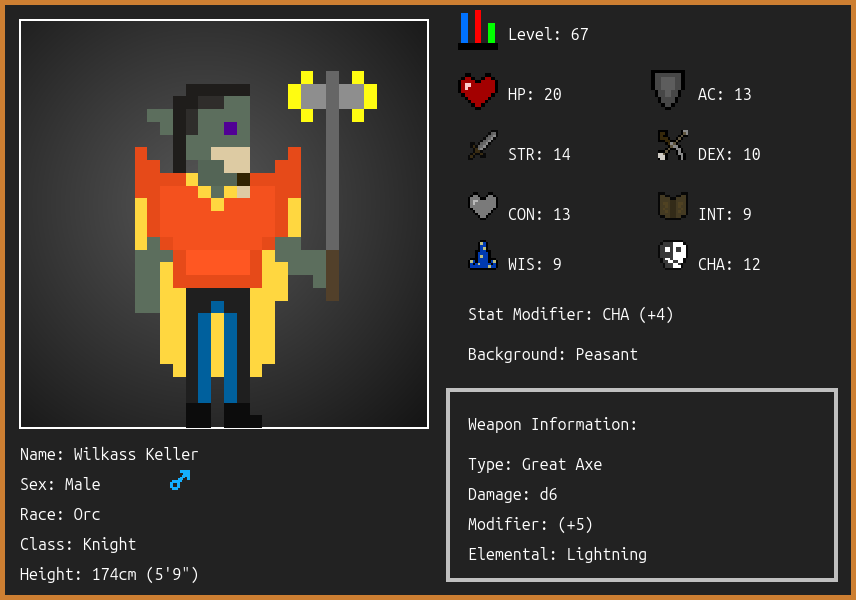 Level: 67
HP: 20
AC: 13
STR: 14
DEX: 10
CON: 13
INT: 9
WIS: 9
CHA: 12
Stat Modifier: CHA (+4)
Background: Peasant
Weapon Information:
Type: Great Axe
Damage: d6
Modifier: (+5)
Elemental: Lightning
Name: Wilkass Keller
Sex: Male
Race: Orc
Class: Knight
Height: 174cm (5'9")